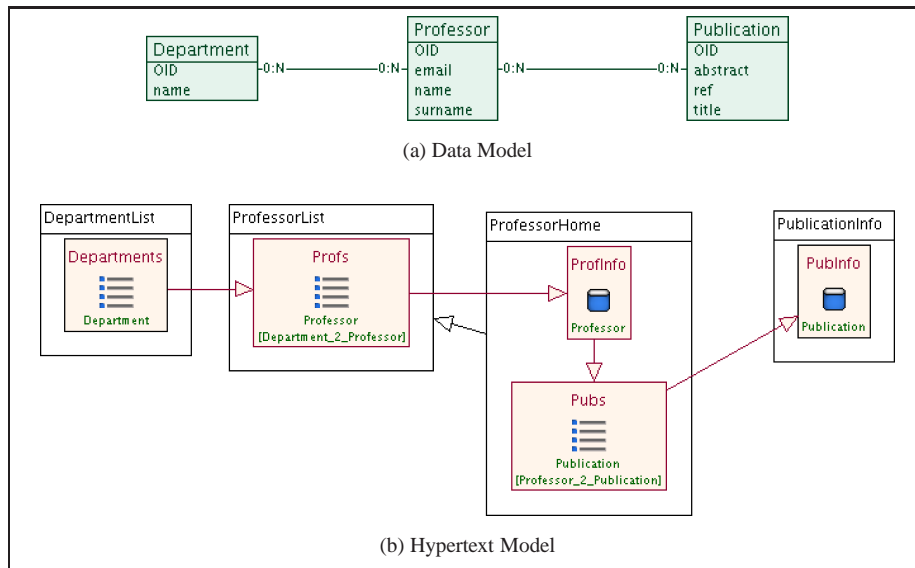 Department
OID
name
0:N
0:N
Professor
OID
email
name
surname
0:N
0:N
Publication
OID
abstract
ref
title
(a) Data Model
DepartmentList
Departments
Department
ProfessorList
Profs
Professor
[Department_2_Professor]
ProfessorHome
ProfInfo
Professor
Pubs
Publication
[Professor_2_Publication]
PublicationInfo
PubInfo
Publication
(b) Hypertext Model